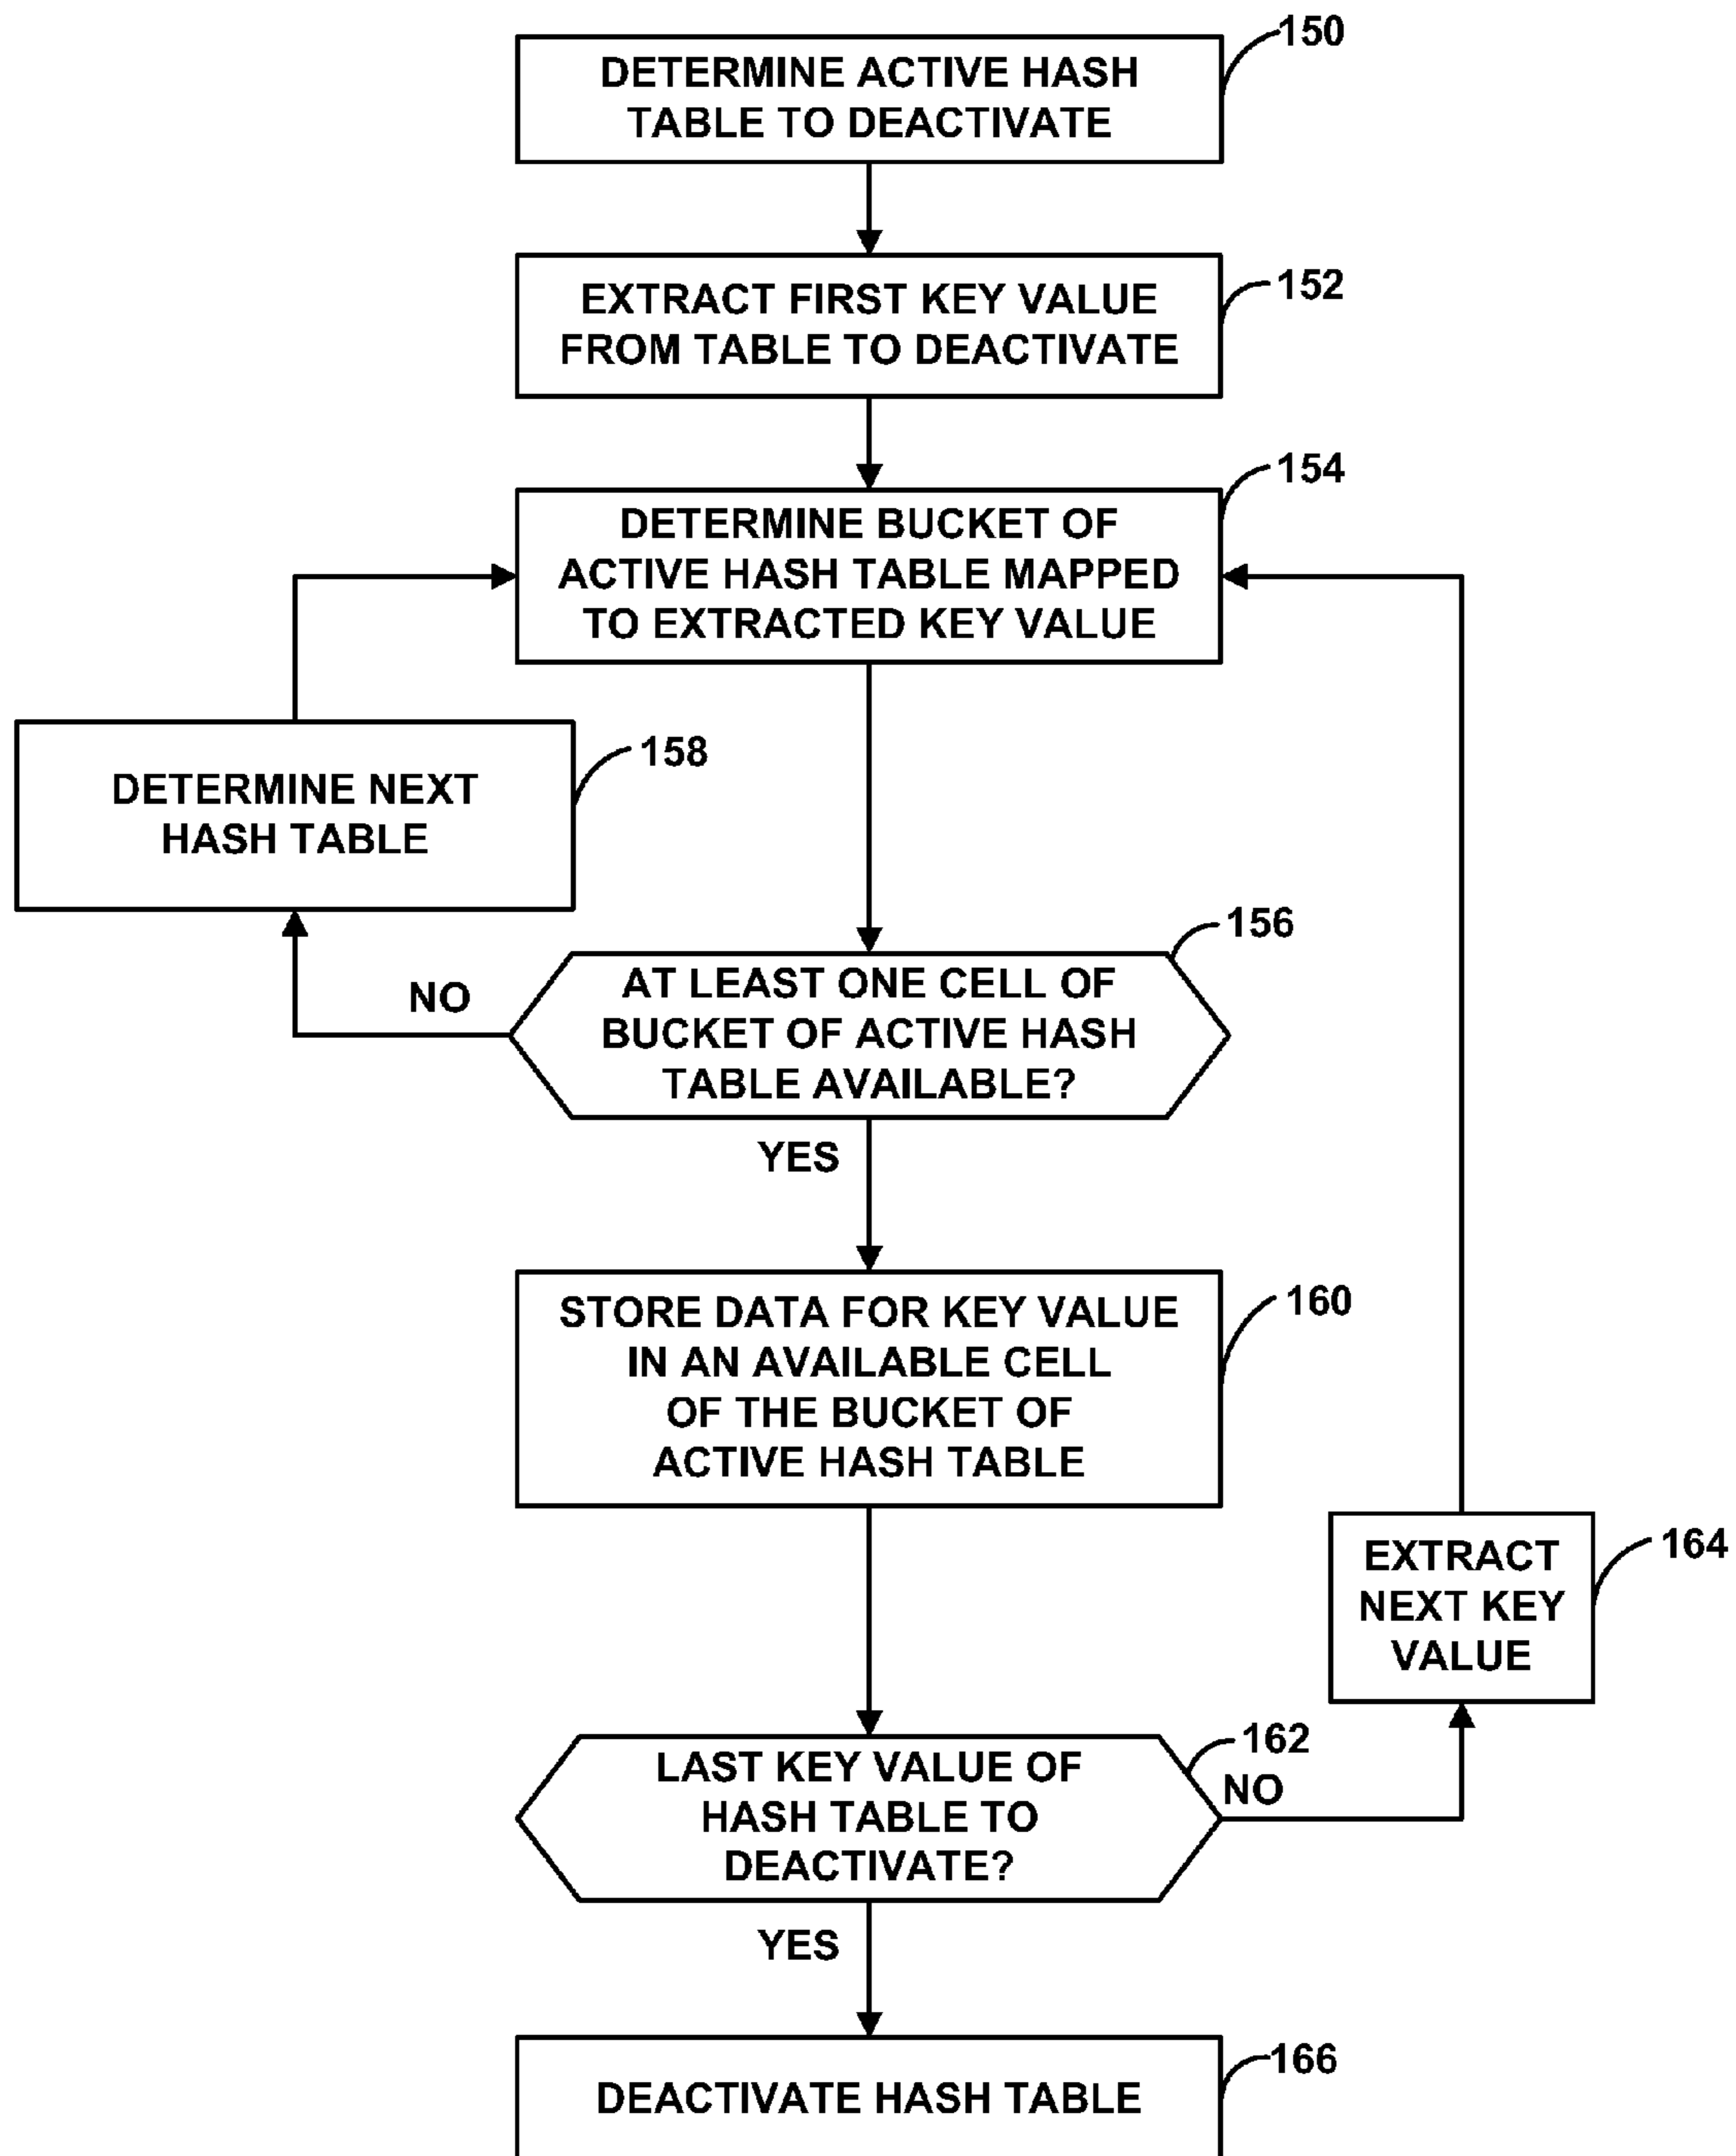 150
DETERMINE ACTIVE HASH
TABLE TO DEACTIVATE
152
EXTRACT FIRST KEY VALUE
FROM TABLE TO DEACTIVATE
154
DETERMINE BUCKET OF
ACTIVE HASH TABLE MAPPED
TO EXTRACTED KEY VALUE
158
DETERMINE NEXT
HASH TABLE
156
AT LEAST ONE CELL OF
BUCKET OF ACTIVE HASH
TABLE AVAILABLE?
NO
YES
160
STORE DATA FOR KEY VALUE
IN AN AVAILABLE CELL
OF THE BUCKET OF
ACTIVE HASH TABLE
164
EXTRACT
NEXT KEY
VALUE
162
LAST KEY VALUE OF
HASH TABLE TO
DEACTIVATE?
NO
YES
166
DEACTIVATE HASH TABLE